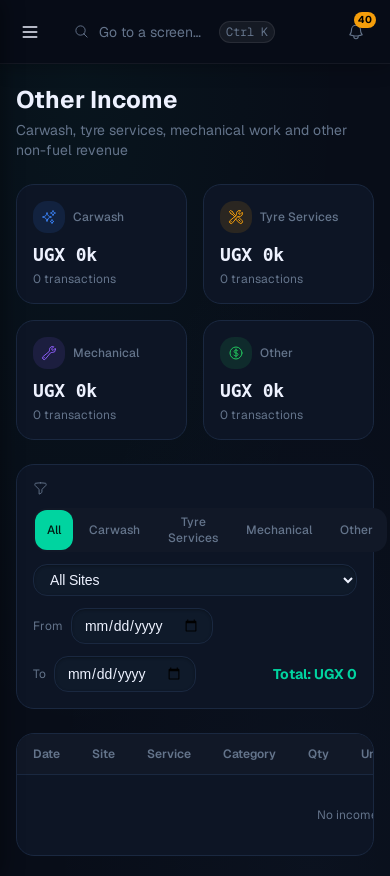 Go to a screen... Ctrl K 40
Other Income
Carwash, tyre services, mechanical work and other
non-fuel revenue
Carwash
UGX 0k
0 transactions
Tyre Services
UGX 0k
0 transactions
Mechanical
UGX 0k
0 transactions
Other
UGX 0k
0 transactions
All Carwash Tyre Services Mechanical Other
All Sites
From mm/dd/yyyy
To mm/dd/yyyy Total: UGX 0
Date Site Service Category Qty
No income